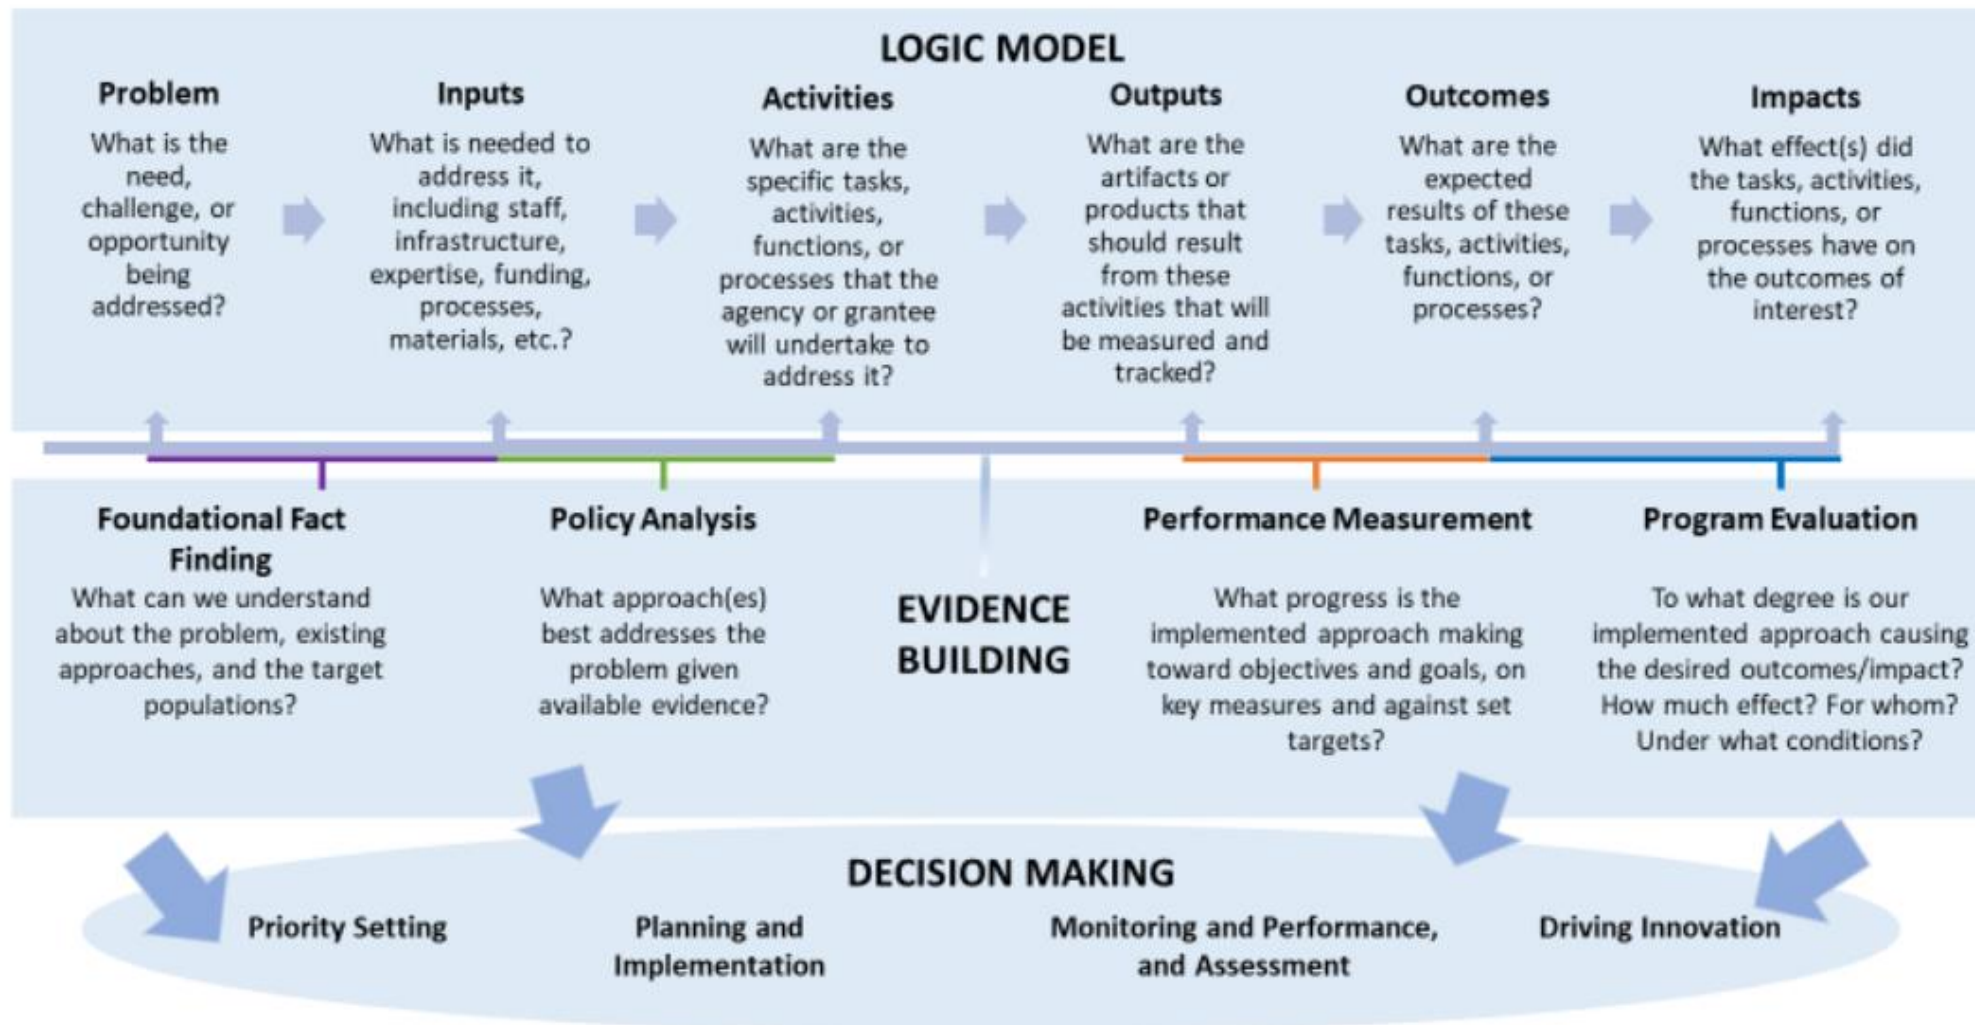 LOGIC MODEL
Problem
What is the
need,
challenge, or
opportunity
being
addressed?
Inputs
What is needed to
address it,
including staff,
infrastructure,
expertise, funding,
processes,
materials, etc.?
Activities
What are the
specific tasks,
activities,
functions, or
processes that the
agency or grantee
will undertake to
address it?
Outputs
What are the
artifacts or
products that
should result
from these
activities that will
be measured and
tracked?
Outcomes
What are the
expected
results of these
tasks, activities,
functions, or
processes?
Impacts
What effect(s) did
the tasks, activities,
functions, or
processes have on
the outcomes of
interest?
Foundational Fact
Finding
What can we understand
about the problem, existing
approaches, and the target
populations?
Policy Analysis
What approach(es)
best addresses the
problem given
available evidence?
EVIDENCE
BUILDING
Performance Measurement
What progress is the
implemented approach making
toward objectives and goals, on
key measures and against set
targets?
Program Evaluation
To what degree is our
implemented approach causing
the desired outcomes/impact?
How much effect? For whom?
Under what conditions?
DECISION MAKING
Priority Setting
Planning and
Implementation
Monitoring and Performance,
and Assessment
Driving Innovation